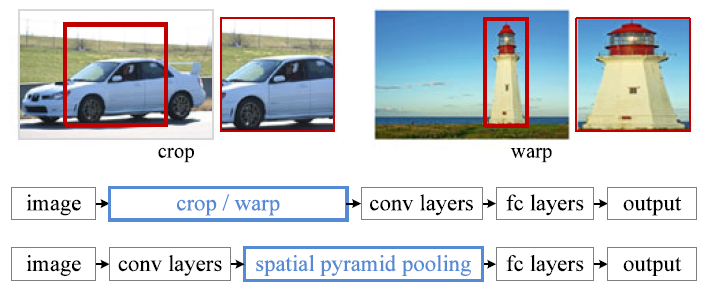 crop
warp
image
crop / warp
conv layers
fc layers
output
image
conv layers
spatial pyramid pooling
fc layers
output